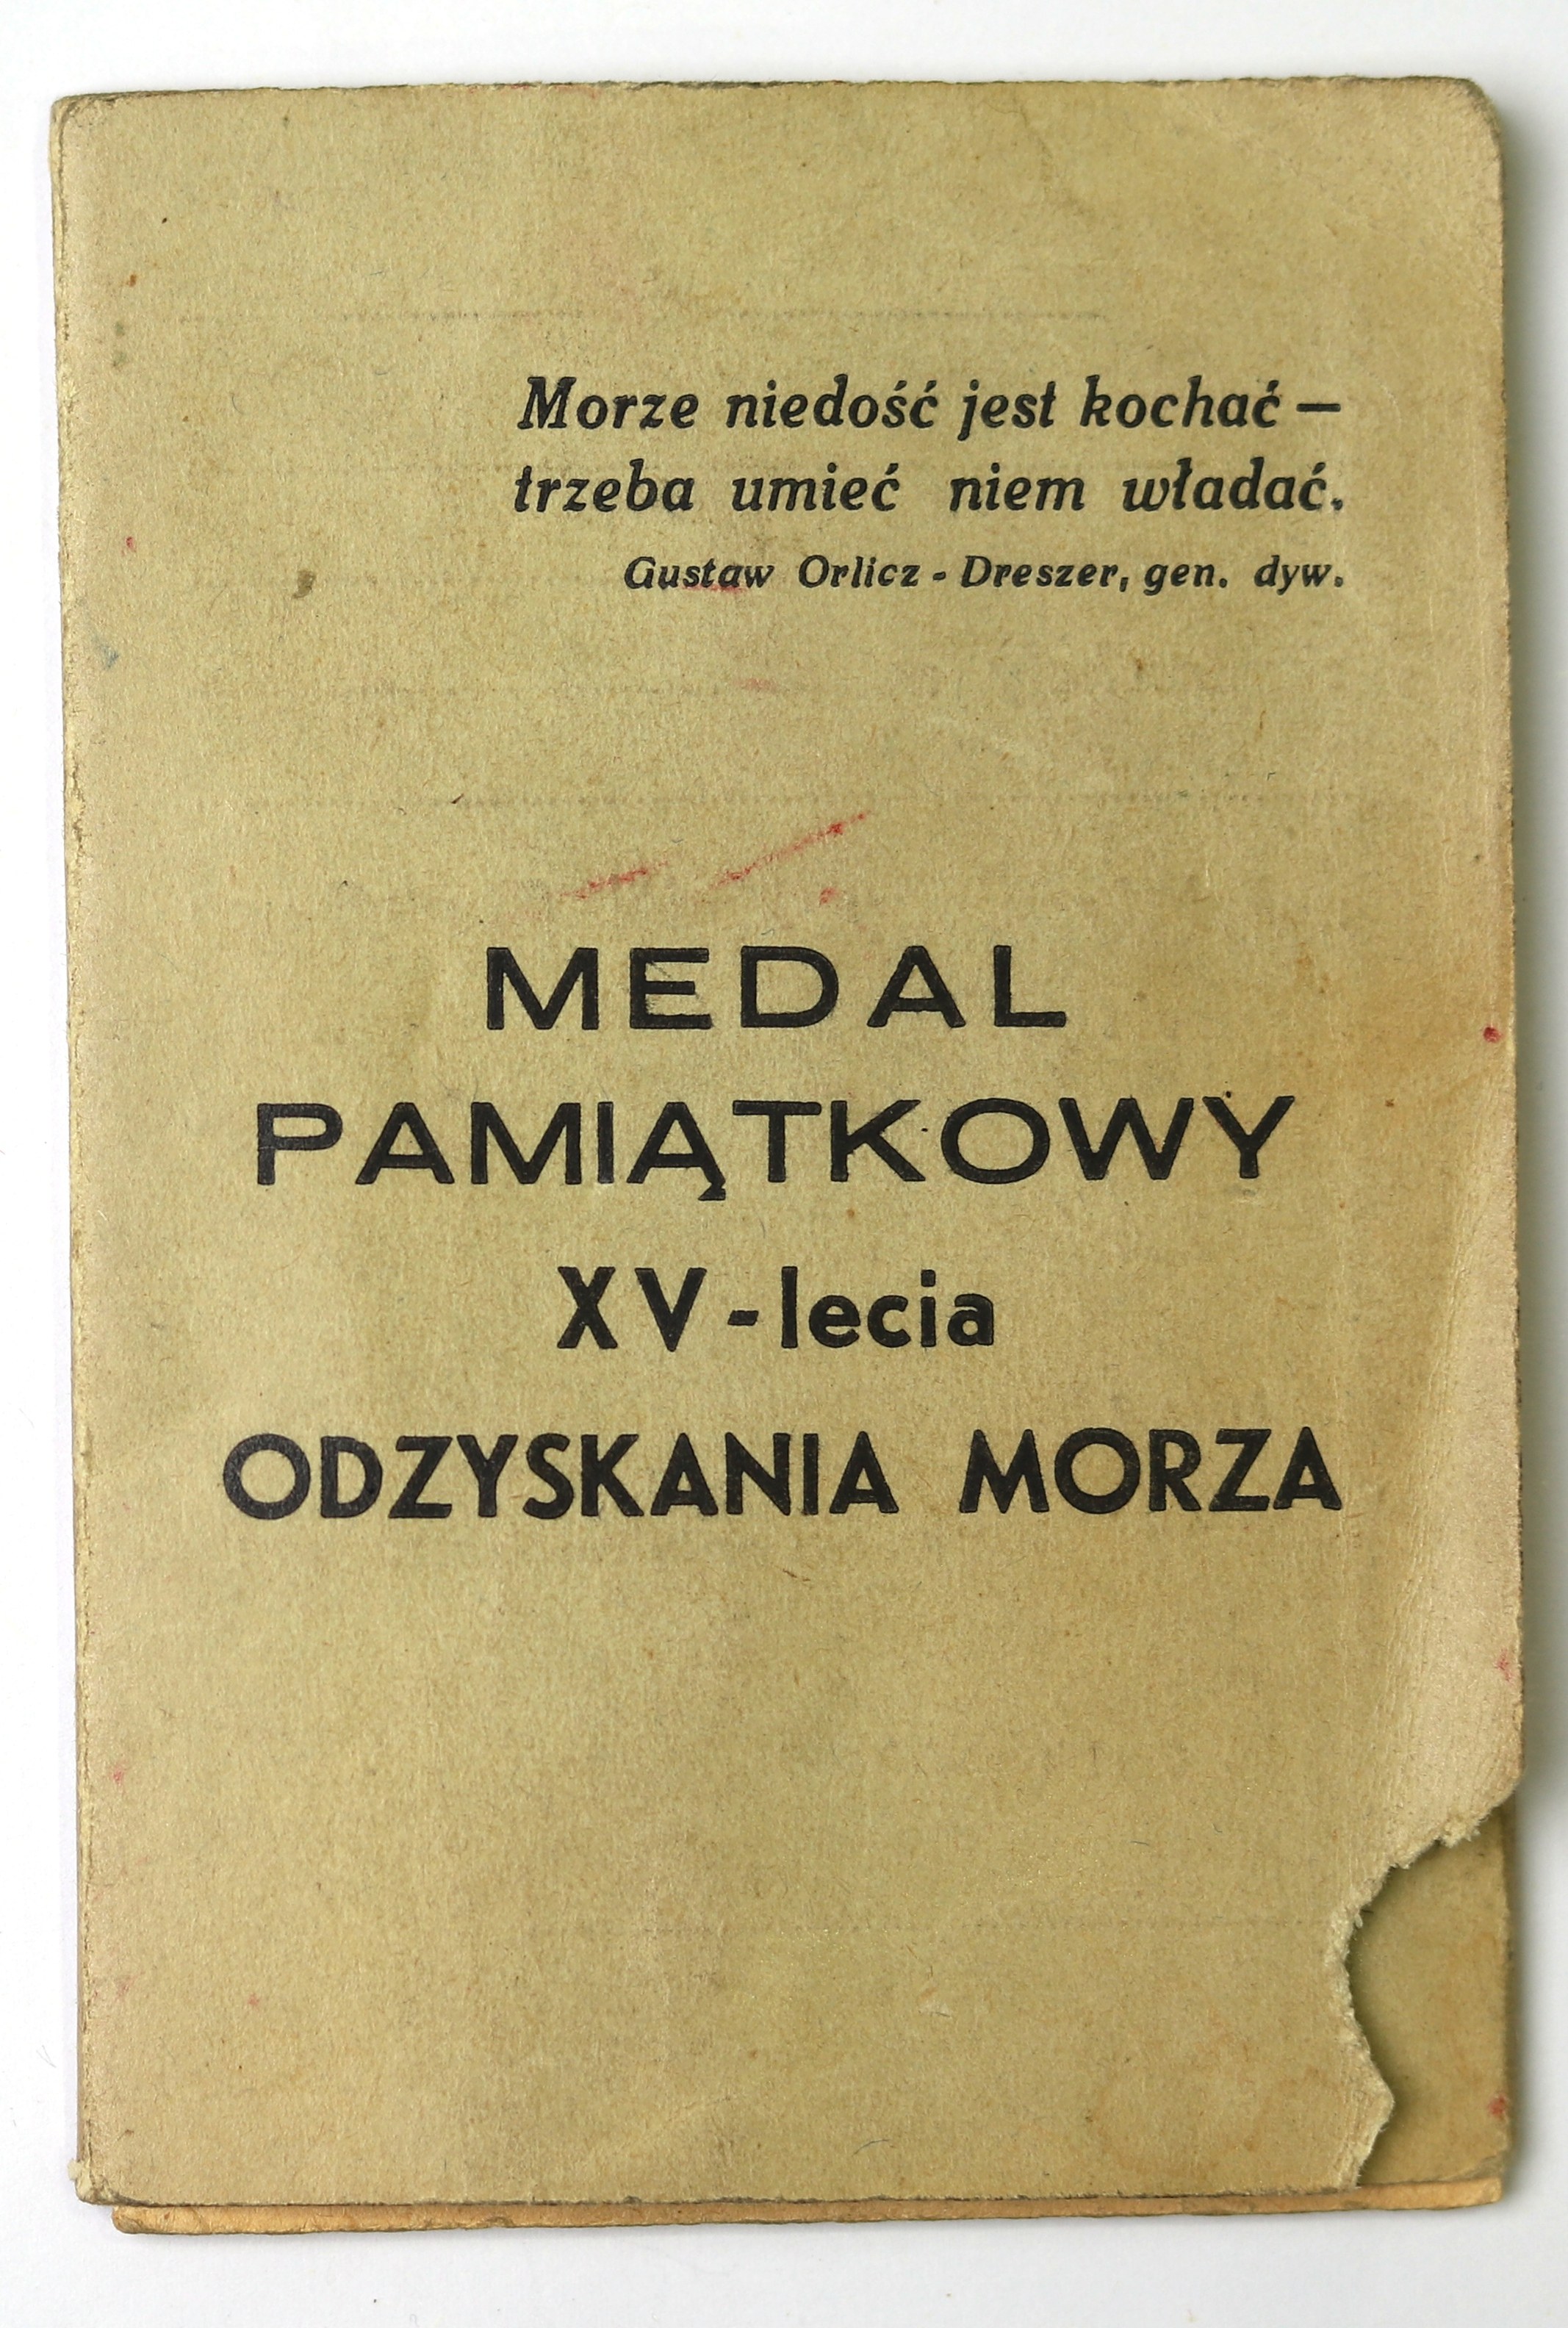 Morze niedość jest kochać —
trzeba umieć niem władać.
Gustaw Orlicz - Dreszer, gen. dyw.
MEDAL
PAMIĄTKOWY
XV - lecia
ODZYSKANIA MORZA